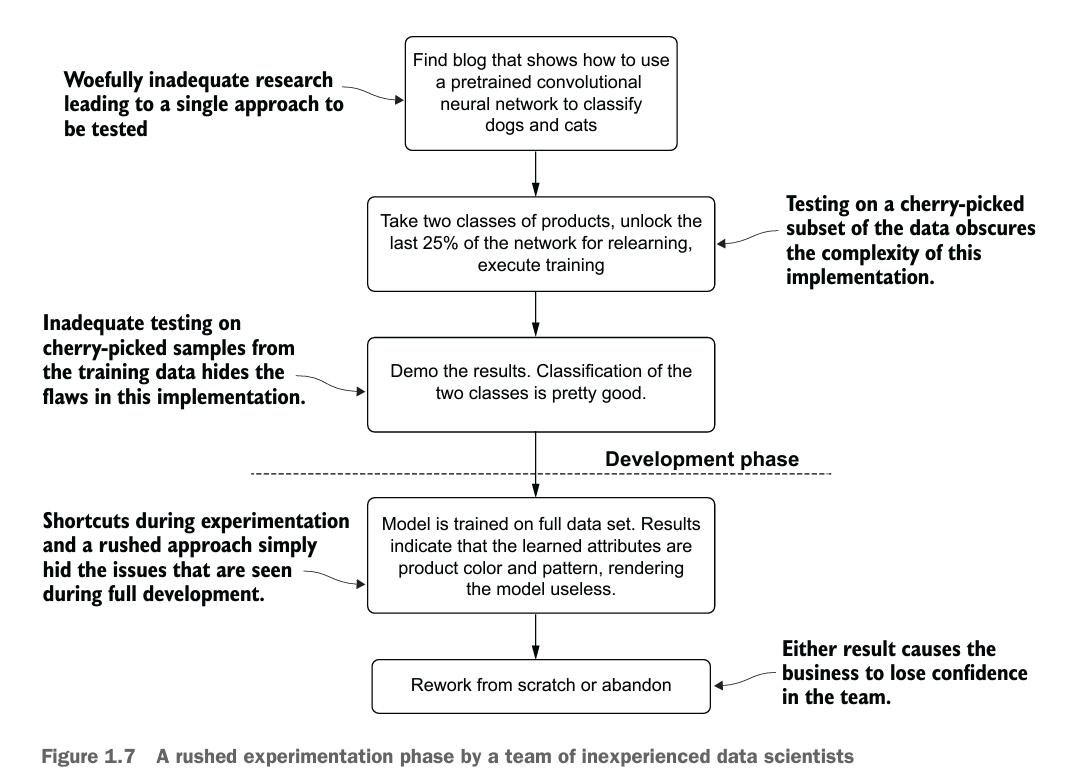 Find blog that shows how to use
a pretrained convolutional
neural network to classify
dogs and cats
Woefully inadequate research
leading to a single approach to
be tested
Take two classes of products, unlock the
last 25% of the network for relearning,
execute training
Testing on a cherry-picked
subset of the data obscures
the complexity of this
implementation.
Inadequate testing on
cherry-picked samples from
the training data hides the
flaws in this implementation.
Demo the results. Classification of the
two classes is pretty good.
Development phase
Shortcuts during experimentation
and a rushed approach simply
hid the issues that are seen
during full development.
Model is trained on full data set. Results
indicate that the learned attributes are
product color and pattern, rendering
the model useless.
Either result causes the
business to lose confidence
in the team.
Rework from scratch or abandon
Figure 1.7 A rushed experimentation phase by a team of inexperienced data scientists